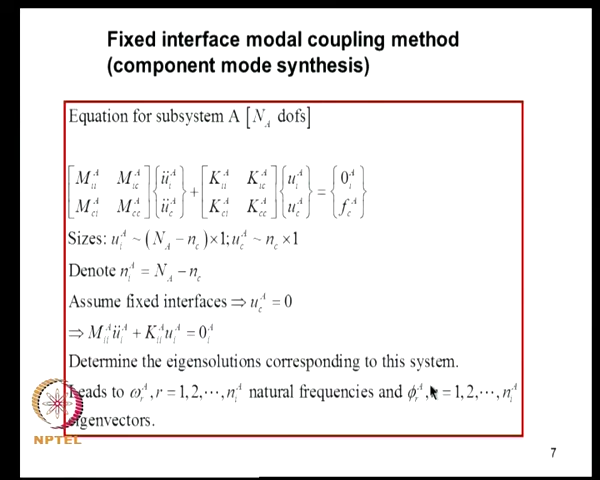 Fixed interface modal coupling method
(component mode synthesis)
Equation for subsystem A [N_A dofs]
[M_ii^A M_ic^A; M_ci^A M_cc^A]{ü_i^A; ü_c^A} + [K_ii^A K_ic^A; K_ci^A K_cc^A]{u_i^A; u_c^A} = {0_i^A; f_c^A}
Sizes: u_i^A ~ (N_A − n_c)×1; u_c^A ~ n_c ×1
Denote n_i^A = N_A − n_c
Assume fixed interfaces ⇒ u_c^A = 0
⇒ M_ii^A ü_i^A + K_ii^A u_i^A = 0_i^A
Determine the eigensolutions corresponding to this system.
Leads to ω_r^A, r = 1, 2, ⋯, n_i^A natural frequencies and ϕ_r^A, = 1, 2, ⋯, n_i^A
eigenvectors.
NPTEL
7